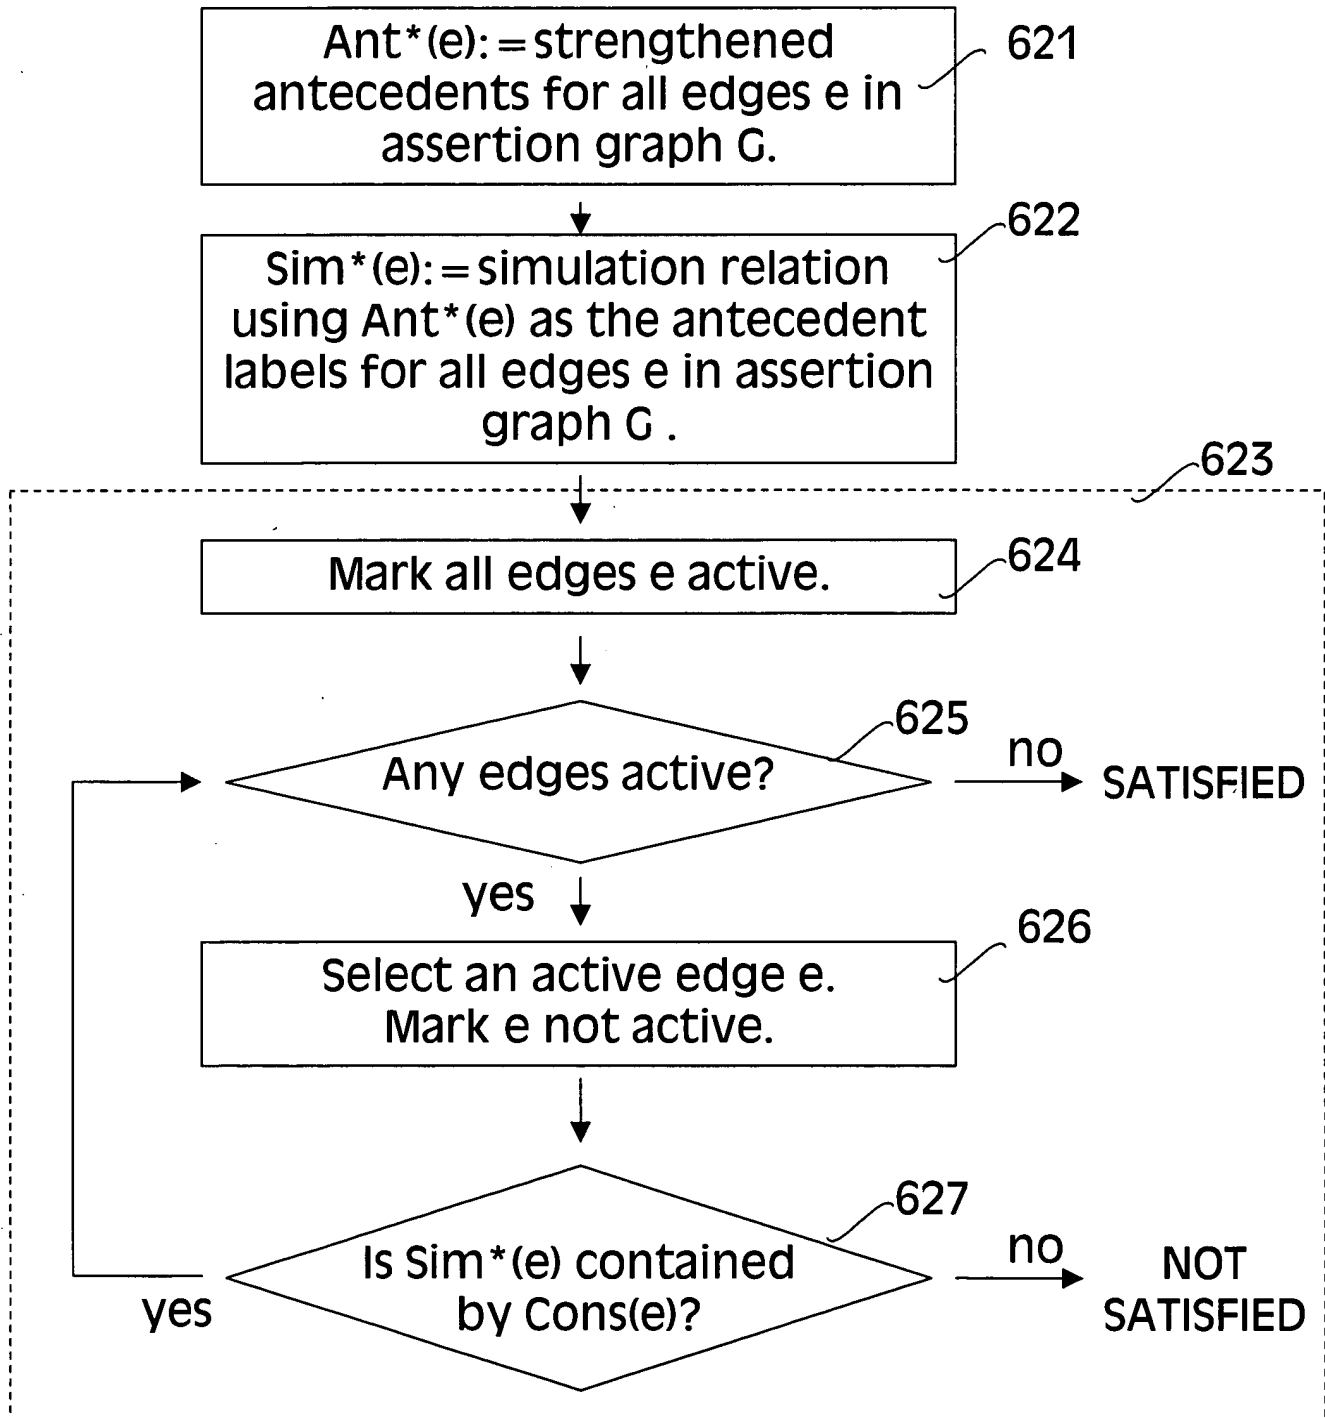 Ant*(e):=strengthened
antecedents for all edges e in
assertion graph G.
621
Sim*(e):=simulation relation
using Ant*(e) as the antecedent
labels for all edges e in assertion
graph G .
622
623
Mark all edges e active.
624
Any edges active?
625
no
SATISFIED
yes
Select an active edge e.
Mark e not active.
626
Is Sim*(e) contained
by Cons(e)?
627
no
NOT
SATISFIED
yes